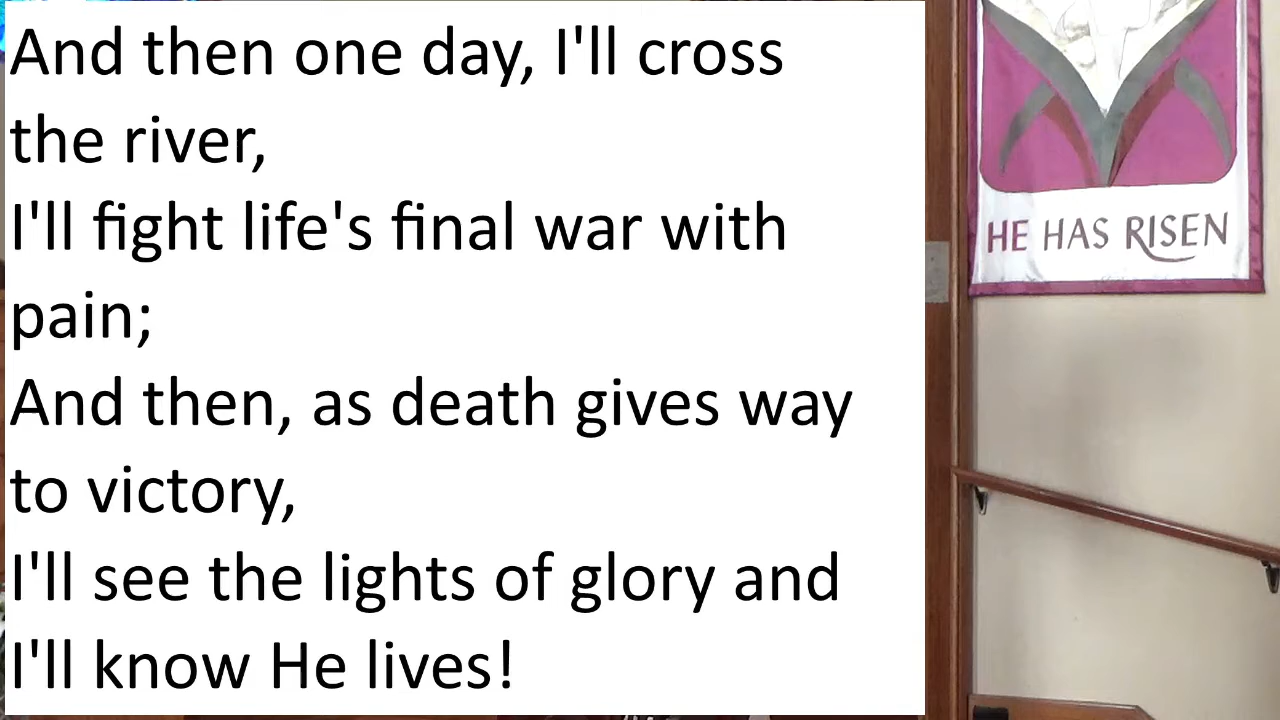 And then one day, I'll cross
the river,
I'll fight life's final war with
pain;
And then, as death gives way
to victory,
I'll see the lights of glory and
I'll know He lives!
HE HAS RISEN